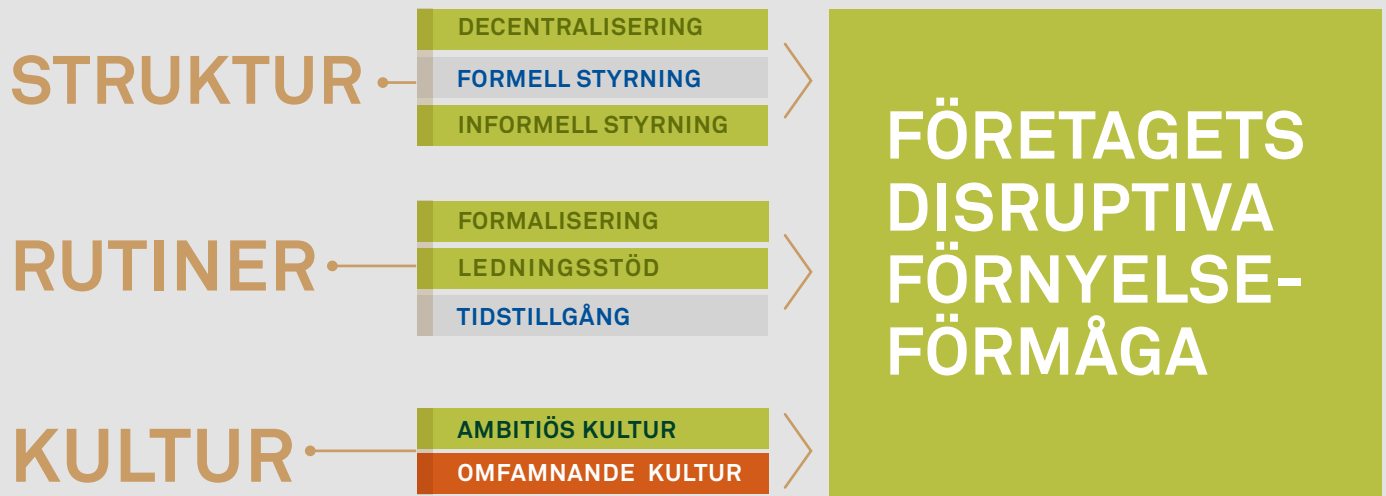 STRUKTUR
DECENTRALISERING
FORMELL STYRNING
INFORMELL STYRNING
RUTINER
FORMALISERING
LEDNINGSSTÖD
TIDSTILLGÅNG
KULTUR
AMBITIÖS KULTUR
OMFAMNANDE KULTUR
FÖRETAGETS
DISRUPTIVA
FÖRNYELSE-
FÖRMÅGA